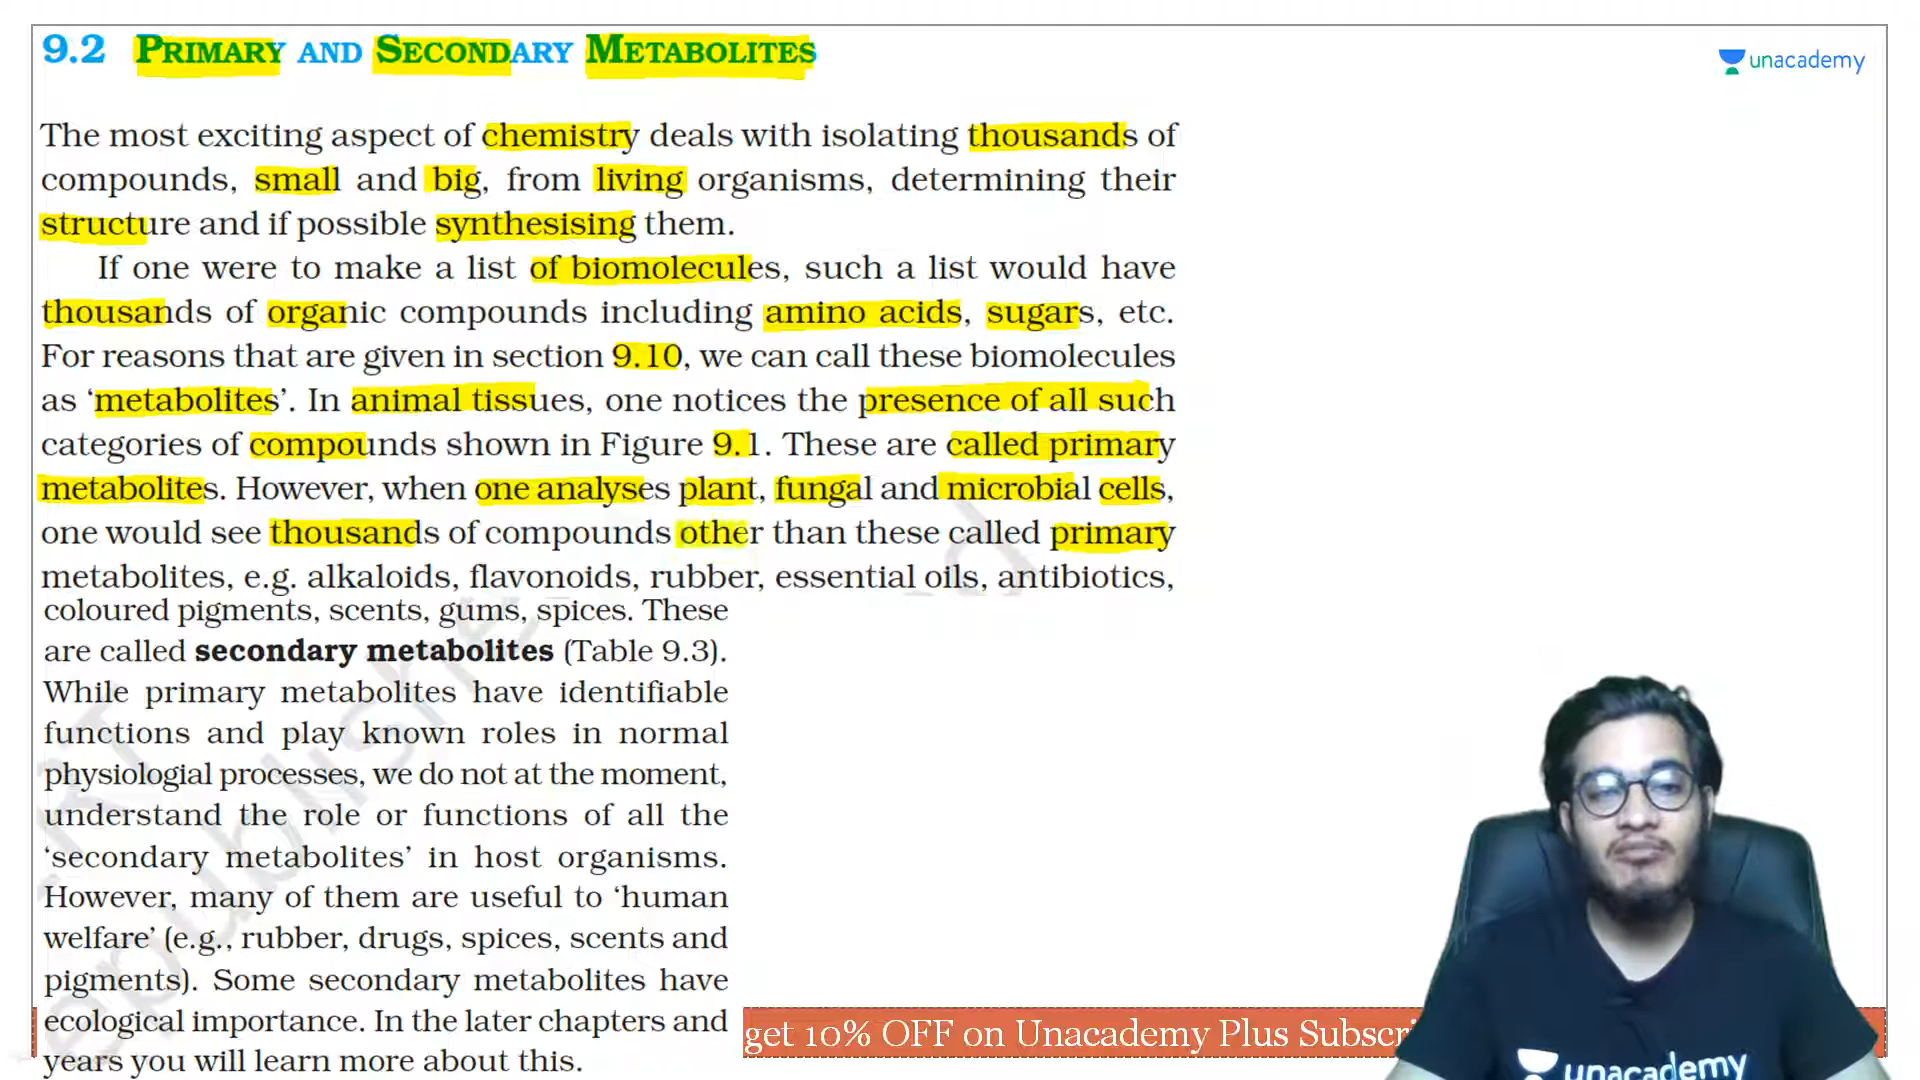 9.2 PRIMARY AND SECONDARY METABOLITES
unacademy
The most exciting aspect of chemistry deals with isolating thousands of
compounds, small and big, from living organisms, determining their
structure and if possible synthesising them.
If one were to make a list of biomolecules, such a list would have
thousands of organic compounds including amino acids, sugars, etc.
For reasons that are given in section 9.10, we can call these biomolecules
as ‘metabolites’. In animal tissues, one notices the presence of all such
categories of compounds shown in Figure 9.1. These are called primary
metabolites. However, when one analyses plant, fungal and microbial cells,
one would see thousands of compounds other than these called primary
metabolites, e.g. alkaloids, flavonoids, rubber, essential oils, antibiotics,
coloured pigments, scents, gums, spices. These
are called secondary metabolites (Table 9.3).
While primary metabolites have identifiable
functions and play known roles in normal
physiologial processes, we do not at the moment,
understand the role or functions of all the
‘secondary metabolites’ in host organisms.
However, many of them are useful to ‘human
welfare’ (e.g., rubber, drugs, spices, scents and
pigments). Some secondary metabolites have
ecological importance. In the later chapters and
years you will learn more about this.
get 10% OFF on Unacademy Plus
unacademy